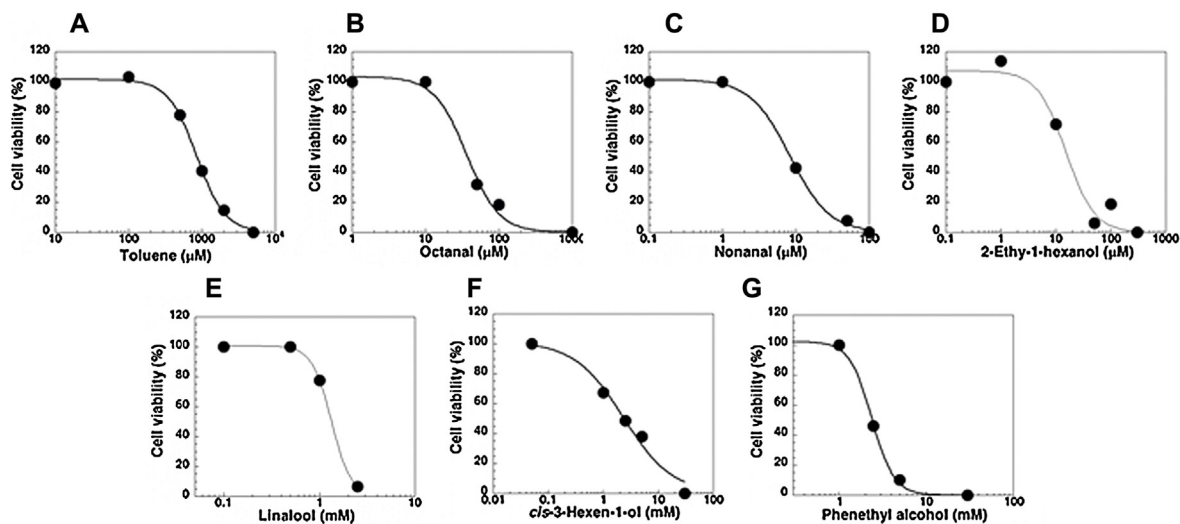 A B C D
120 120 120 120
100 100 100 100
80 80 80 80
60 60 60 60
40 40 40 40
20 20 20 20
0 0 0 0
Cell viability (%) Cell viability (%) Cell viability (%) Cell viability (%)
10 100 1000 10⁴ 1 10 100 1000 0.1 1 10 100 0.1 1 10 100 1000
Toluene (µM) Octanal (µM) Nonanal (µM) 2-Ethy-1-hexanol (µM)
E F G
120 120 120
100 100 100
80 80 80
60 60 60
40 40 40
20 20 20
0 0 0
Cell viability (%) Cell viability (%) Cell viability (%)
0.1 1 10 0.01 0.1 1 10 100 1 10 100
Linalool (mM) cis-3-Hexen-1-ol (mM) Phenethyl alcohol (mM)